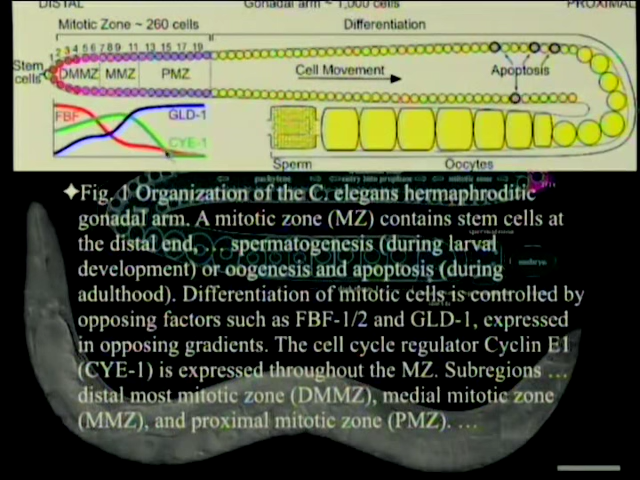 DISTAL Gonadal arm ~ 1,000 cells PROXIMAL
Mitotic Zone ~ 260 cells Differentiation
1 2 3 4 5 6 7 8 9 11 13 15 17 19
Stem cells DMMZ MMZ PMZ Cell Movement Apoptosis
FBF GLD-1
CYE-1
Sperm Oocytes
Fig. 1 Organization of the C. elegans hermaphroditic
gonadal arm. A mitotic zone (MZ) contains stem cells at
the distal end, … spermatogenesis (during larval
development) or oogenesis and apoptosis (during
adulthood). Differentiation of mitotic cells is controlled by
opposing factors such as FBF-1/2 and GLD-1, expressed
in opposing gradients. The cell cycle regulator Cyclin E1
(CYE-1) is expressed throughout the MZ. Subregions …
distal most mitotic zone (DMMZ), medial mitotic zone
(MMZ), and proximal mitotic zone (PMZ). …